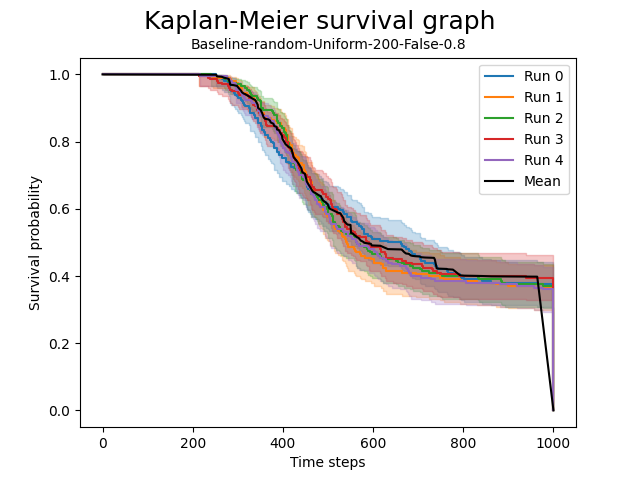 Kaplan-Meier survival graph
Baseline-random-Uniform-200-False-0.8
Survival probability
1.0
0.8
0.6
0.4
0.2
0.0
Run 0
Run 1
Run 2
Run 3
Run 4
Mean
0 200 400 600 800 1000
Time steps